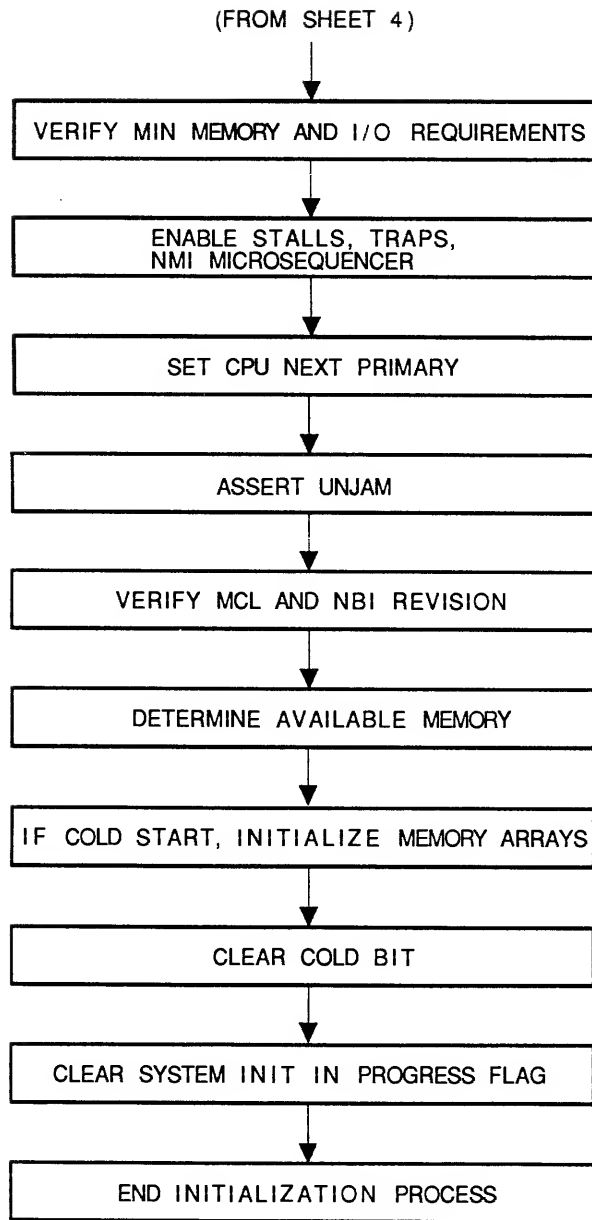 (FROM SHEET 4)
VERIFY MIN MEMORY AND I/O REQUIREMENTS
ENABLE STALLS, TRAPS,
NMI MICROSEQUENCER
SET CPU NEXT PRIMARY
ASSERT UNJAM
VERIFY MCL AND NBI REVISION
DETERMINE AVAILABLE MEMORY
IF COLD START, INITIALIZE MEMORY ARRAYS
CLEAR COLD BIT
CLEAR SYSTEM INIT IN PROGRESS FLAG
END INITIALIZATION PROCESS